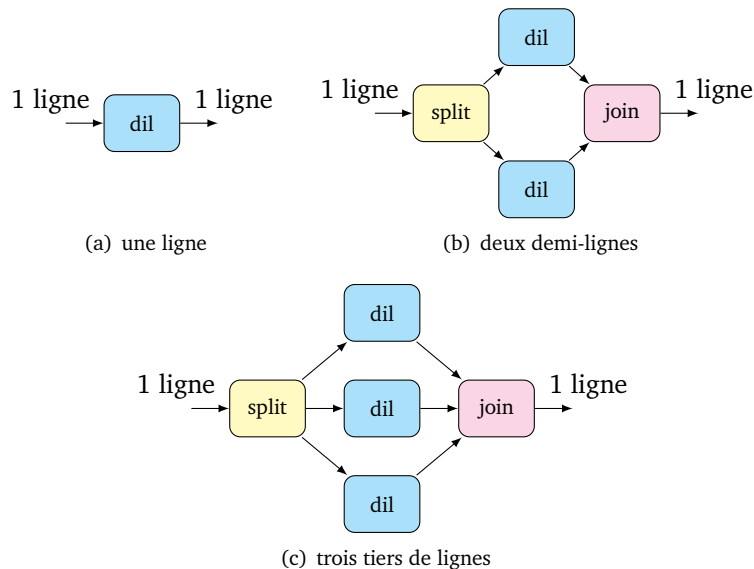 dil
1 ligne
1 ligne
dil
(a) une ligne
dil
1 ligne
1 ligne
split
join
dil
(b) deux demi-lignes
dil
1 ligne
1 ligne
split
dil
join
dil
(c) trois tiers de lignes